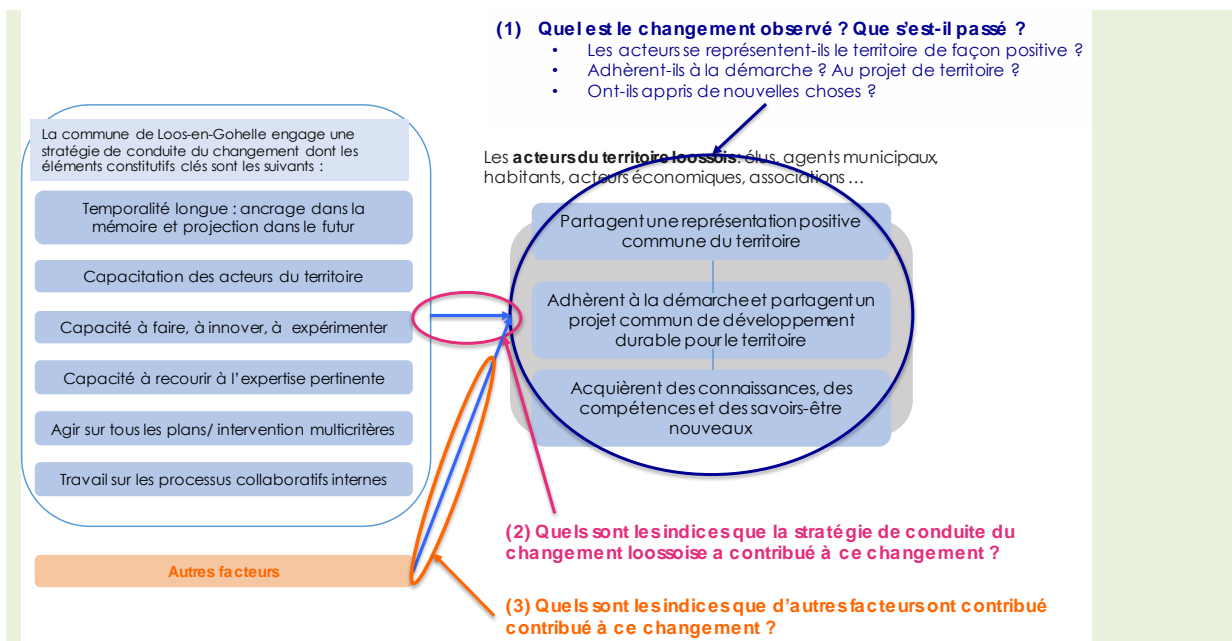 (1) Quel est le changement observé ? Que s'est-il passé ?
• Les acteurs se représentent-ils le territoire de façon positive ?
• Adhèrent-ils à la démarche ? Au projet de territoire ?
• Ont-ils appris de nouvelles choses ?
La commune de Loos-en-Gohelle engage une
stratégie de conduite du changement dont les
éléments constitutifs clés sont les suivants :
Temporalité longue : ancrage dans la
mémoire et projection dans le futur
Capacitation des acteurs du territoire
Capacité à faire, à innover, à expérimenter
Capacité à recourir à l'expertise pertinente
Agir sur tous les plans/ intervention multicritères
Travail sur les processus collaboratifs internes
Autres facteurs
Les acteurs du territoire loossois: élus, agents municipaux,
habitants, acteurs économiques, associations …
Partagent une représentation positive
commune du territoire
Adhèrent à la démarche et partagent un
projet commun de développement
durable pour le territoire
Acquièrent des connaissances, des
compétences et des savoirs-être
nouveaux
(2) Quels sont les indices que la stratégie de conduite du
changement loossoise a contribué à ce changement ?
(3) Quels sont les indices que d'autres facteurs ont contribué
contribué à ce changement ?